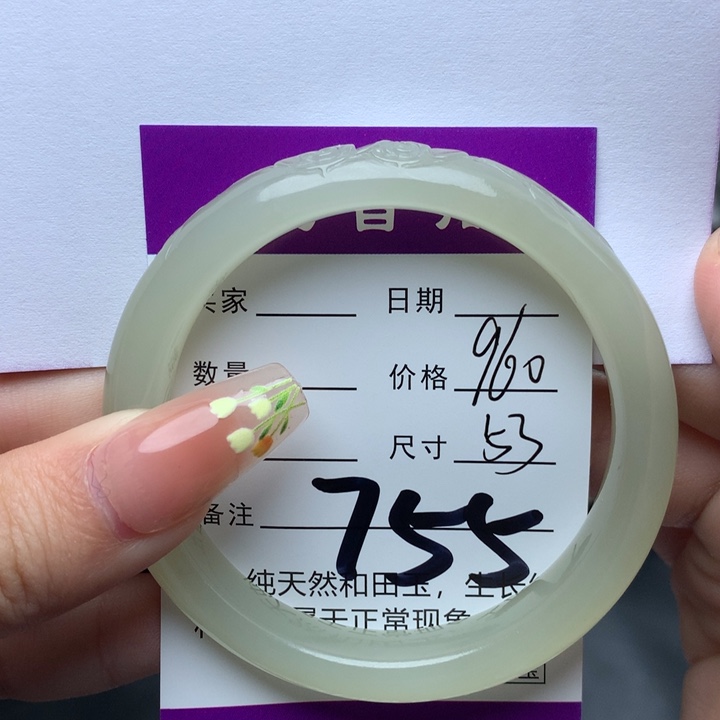 家
日期
数量
价格 960
尺寸 53
备注 755
纯天然和田玉，生长
属于正常现象